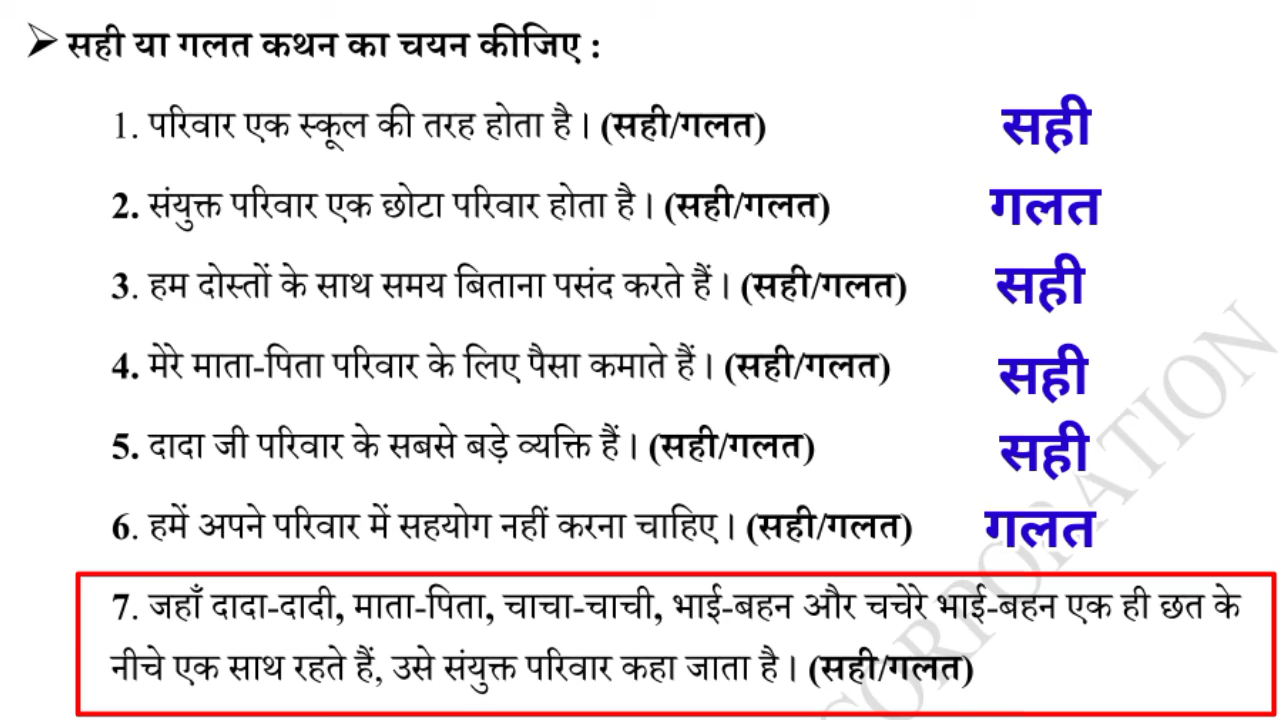 ➢ सही या गलत कथन का चयन कीजिए :
1. परिवार एक स्कूल की तरह होता है। (सही/गलत) सही
2. संयुक्त परिवार एक छोटा परिवार होता है। (सही/गलत) गलत
3. हम दोस्तों के साथ समय बिताना पसंद करते हैं। (सही/गलत) सही
4. मेरे माता-पिता परिवार के लिए पैसा कमाते हैं। (सही/गलत) सही
5. दादा जी परिवार के सबसे बड़े व्यक्ति हैं। (सही/गलत) सही
6. हमें अपने परिवार में सहयोग नहीं करना चाहिए। (सही/गलत) गलत
7. जहाँ दादा-दादी, माता-पिता, चाचा-चाची, भाई-बहन और चचेरे भाई-बहन एक ही छत के
नीचे एक साथ रहते हैं, उसे संयुक्त परिवार कहा जाता है। (सही/गलत)
CORPORATION